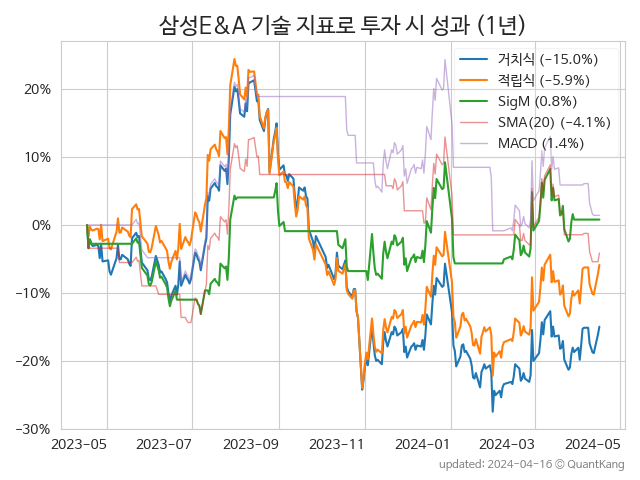 삼성E&A 기술 지표로 투자 시 성과 (1년)
거치식 (−15.0%)
적립식 (−5.9%)
SigM (0.8%)
SMA(20) (−4.1%)
MACD (1.4%)
20%
10%
0%
−10%
−20%
−30%
2023-05 2023-07 2023-09 2023-11 2024-01 2024-03 2024-05
updated: 2024-04-16 © QuantKang